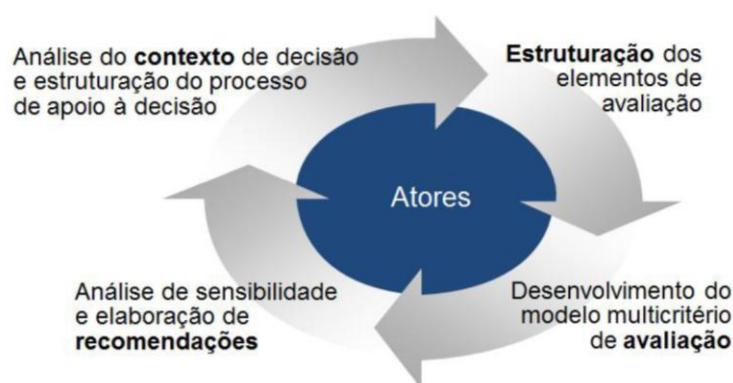 Análise do contexto de decisão
e estruturação do processo
de apoio à decisão
Estruturação dos
elementos de
avaliação
Atores
Análise de sensibilidade
e elaboração de
recomendações
Desenvolvimento do
modelo multicritério
de avaliação